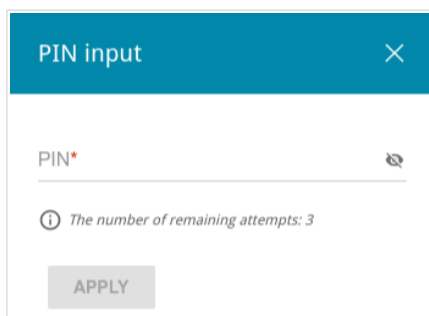 PIN input
PIN*
The number of remaining attempts: 3
APPLY